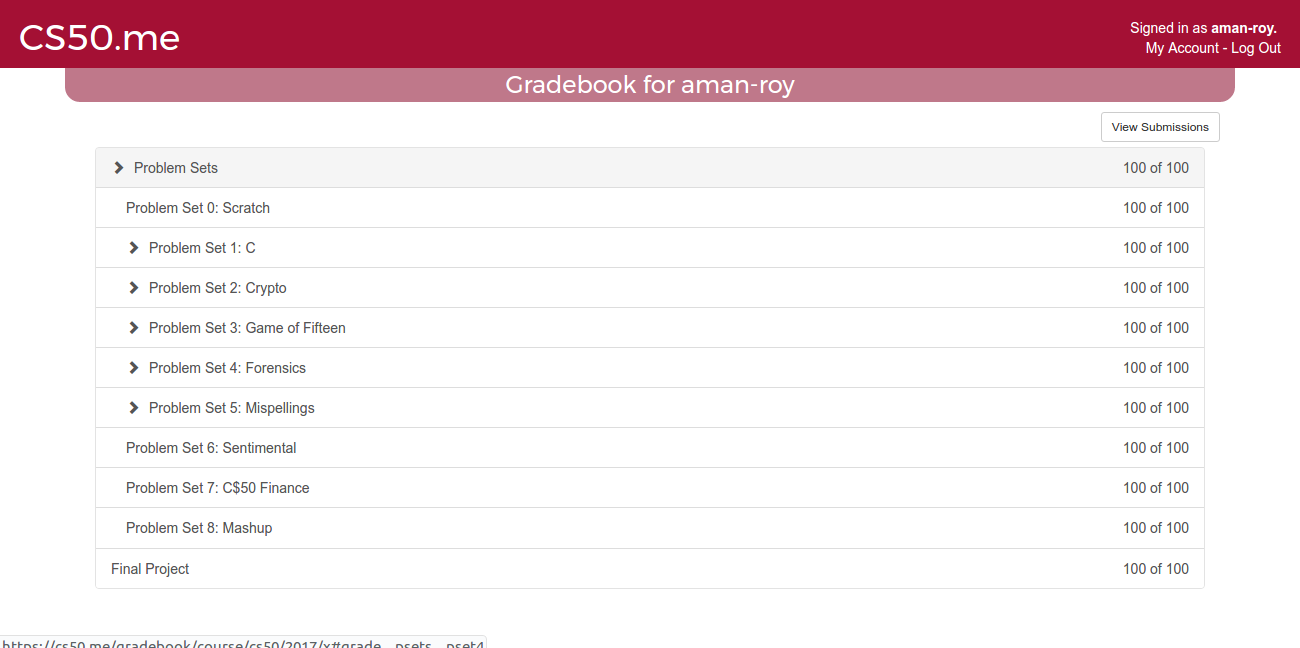 CS50.me
Signed in as aman-roy.
My Account - Log Out
Gradebook for aman-roy
View Submissions
Problem Sets 100 of 100
Problem Set 0: Scratch 100 of 100
Problem Set 1: C 100 of 100
Problem Set 2: Crypto 100 of 100
Problem Set 3: Game of Fifteen 100 of 100
Problem Set 4: Forensics 100 of 100
Problem Set 5: Mispellings 100 of 100
Problem Set 6: Sentimental 100 of 100
Problem Set 7: C$50 Finance 100 of 100
Problem Set 8: Mashup 100 of 100
Final Project 100 of 100
https://cs50.me/gradebook/course/cs50/2017/x#grade__psets__pset4